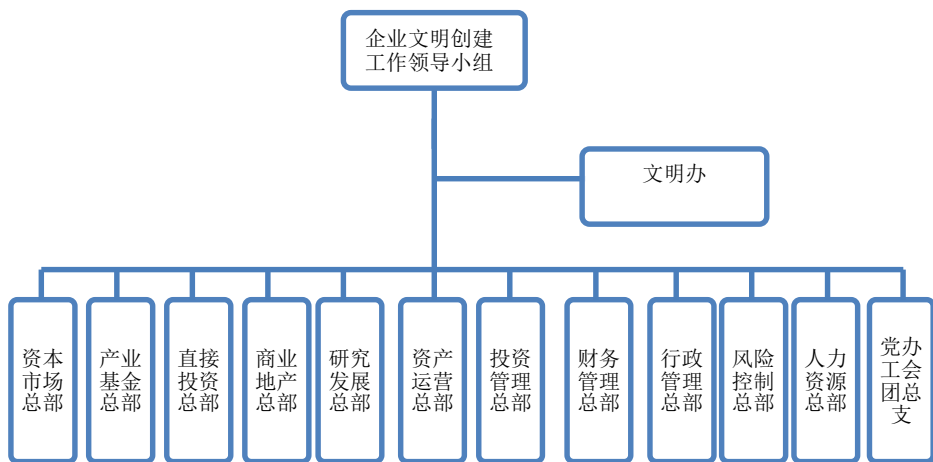 企业文明创建
工作领导小组
文明办
资本
市场
总部
产业
基金
总部
直接
投资
总部
商业
地产
总部
研究
发展
总部
资产
运营
总部
投资
管理
总部
财务
管理
总部
行政
管理
总部
风险
控制
总部
人力
资源
总部
党办
工会
团总
支